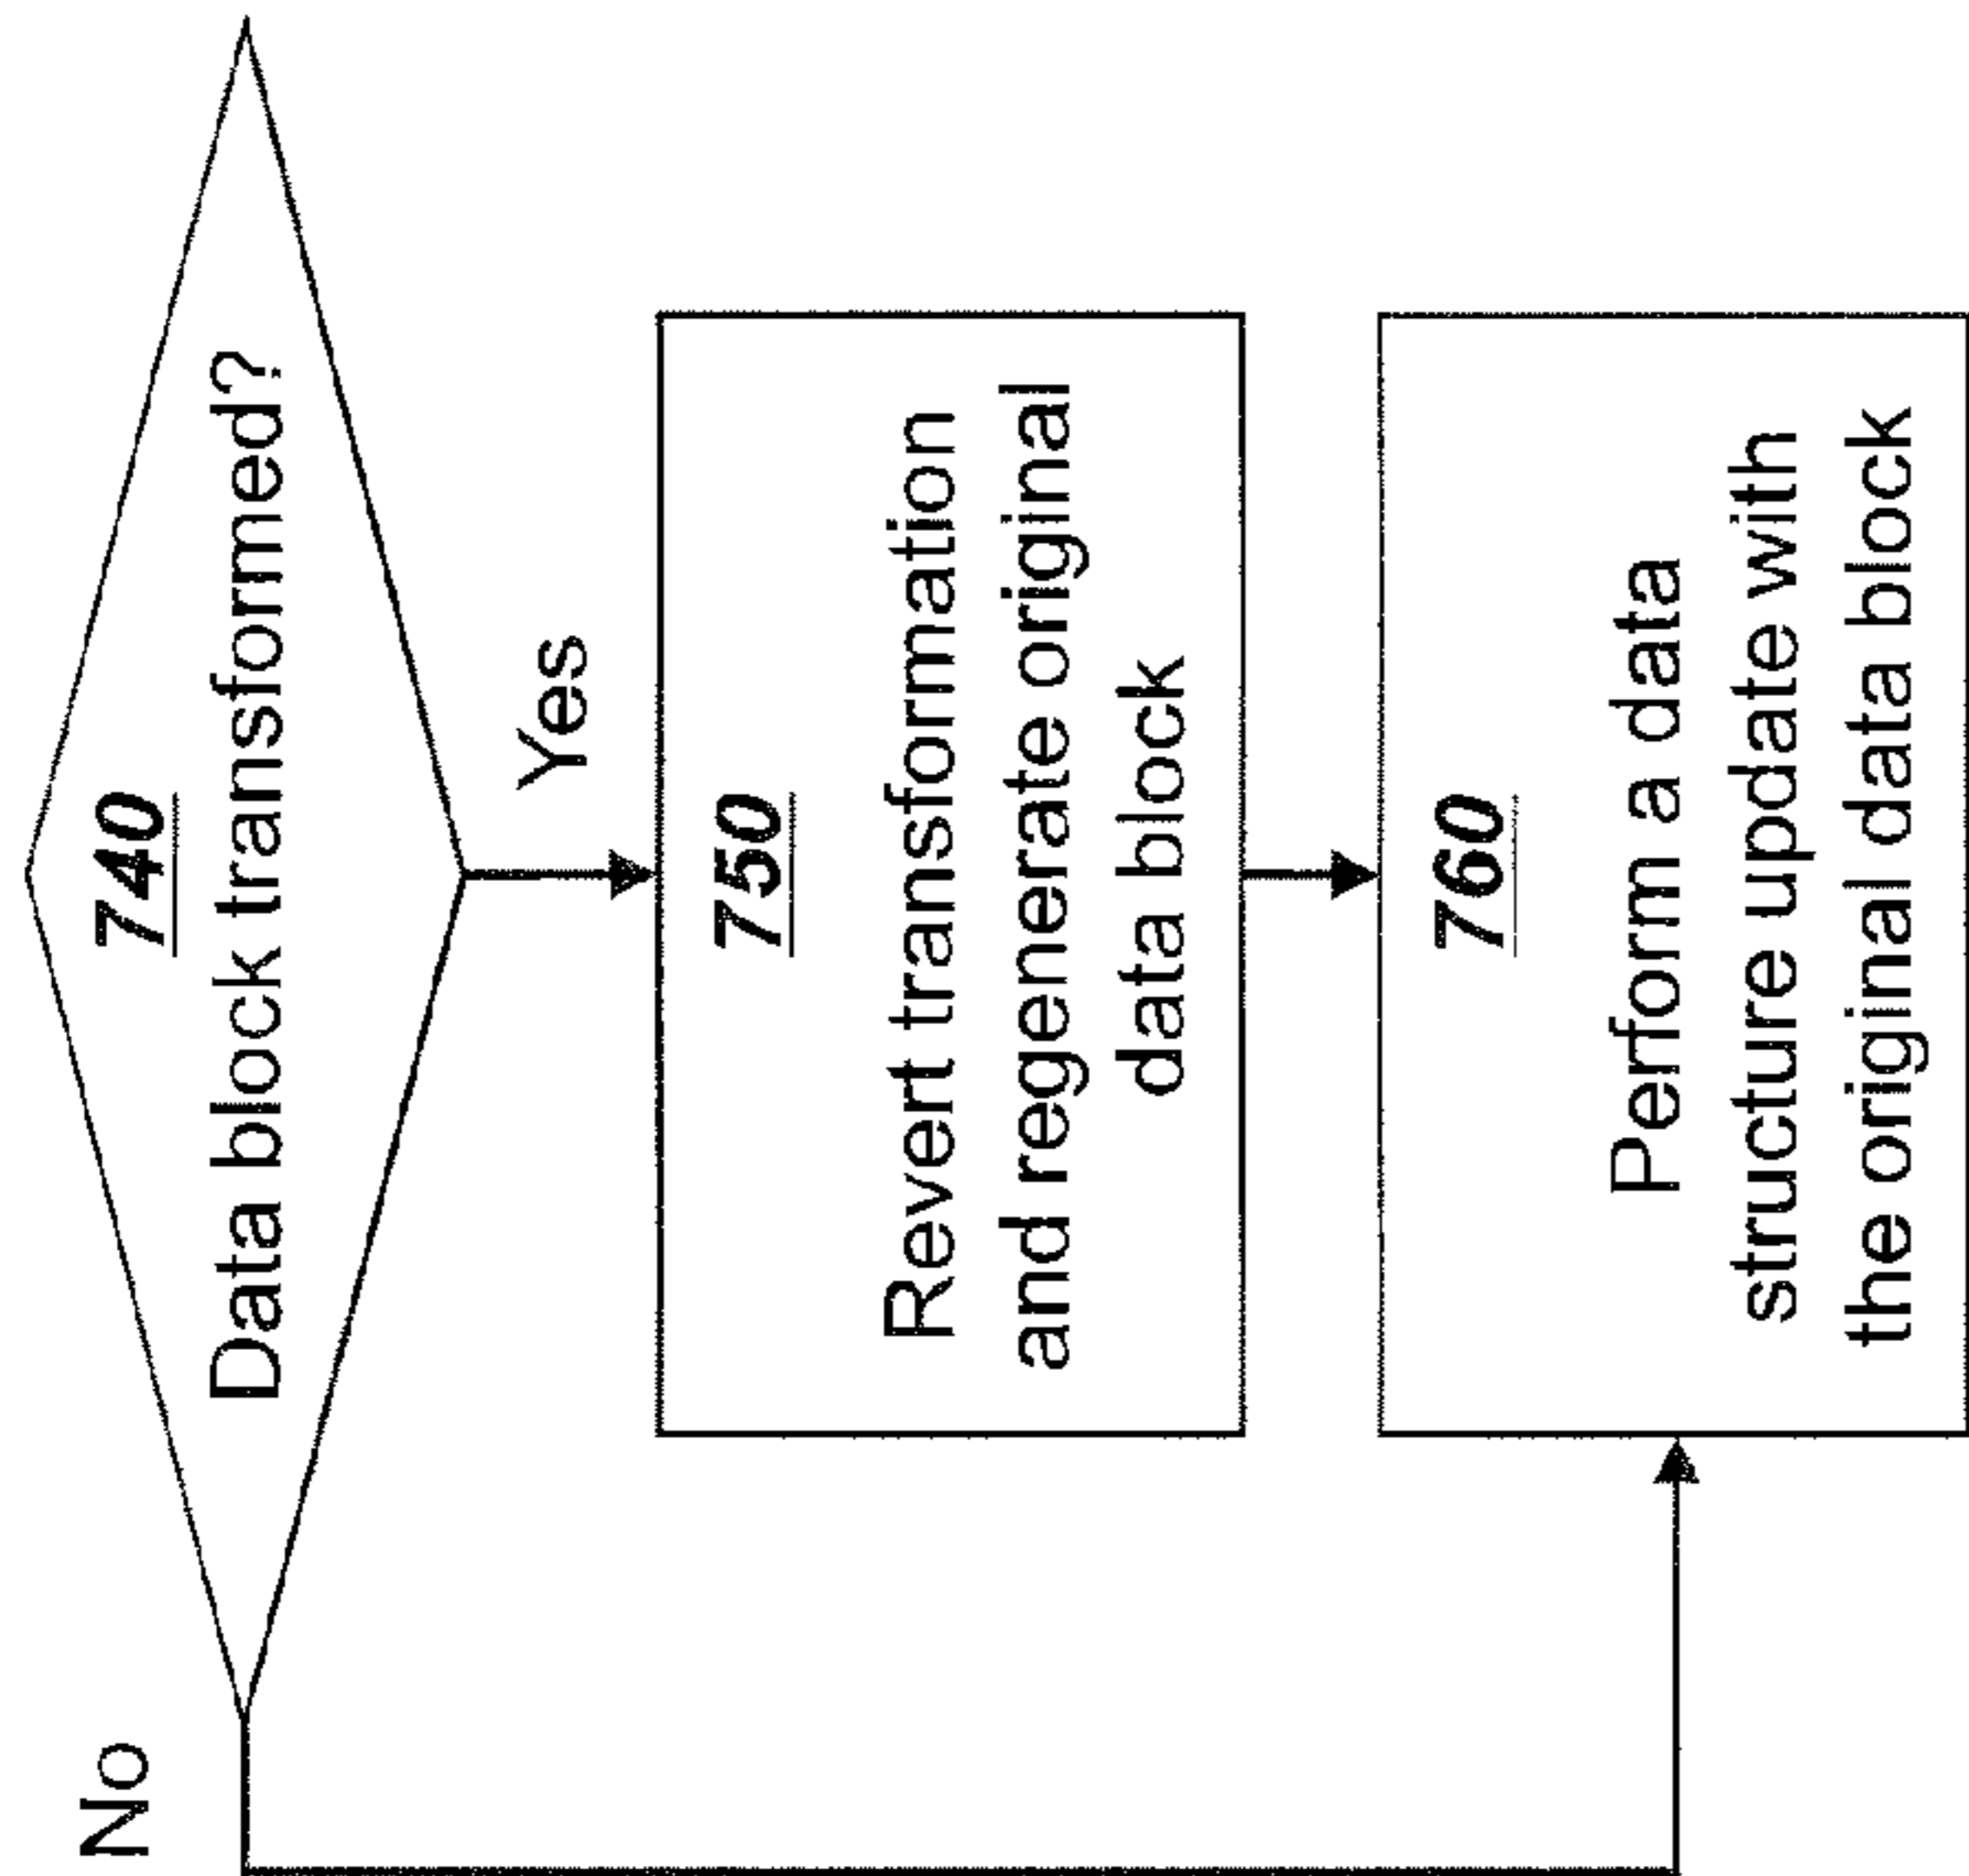 740
Data block transformed?
No
Yes
750
Revert transformation
and regenerate original
data block
760
Perform a data
structure update with
the original data block